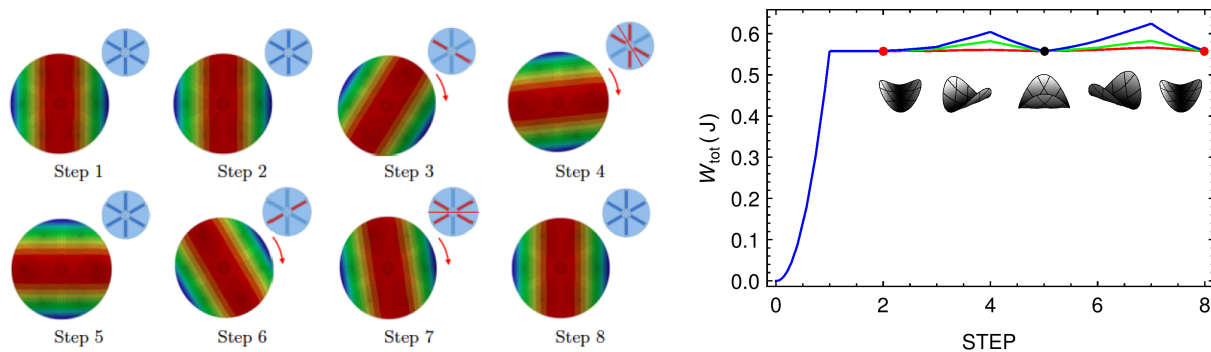 Step 1
Step 2
Step 3
Step 4
Step 5
Step 6
Step 7
Step 8
W_tot ( J )
0.6
0.5
0.4
0.3
0.2
0.1
0.0
0 2 4 6 8
STEP